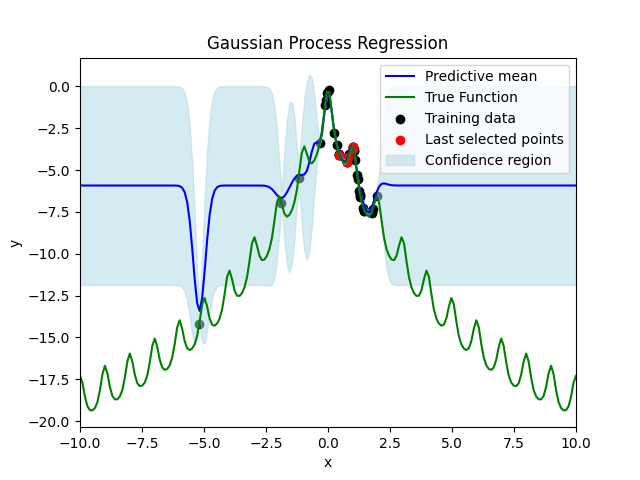 Gaussian Process Regression
Predictive mean
True Function
Training data
Last selected points
Confidence region
y
0.0
−2.5
−5.0
−7.5
−10.0
−12.5
−15.0
−17.5
−20.0
−10.0 −7.5 −5.0 −2.5 0.0 2.5 5.0 7.5 10.0
x